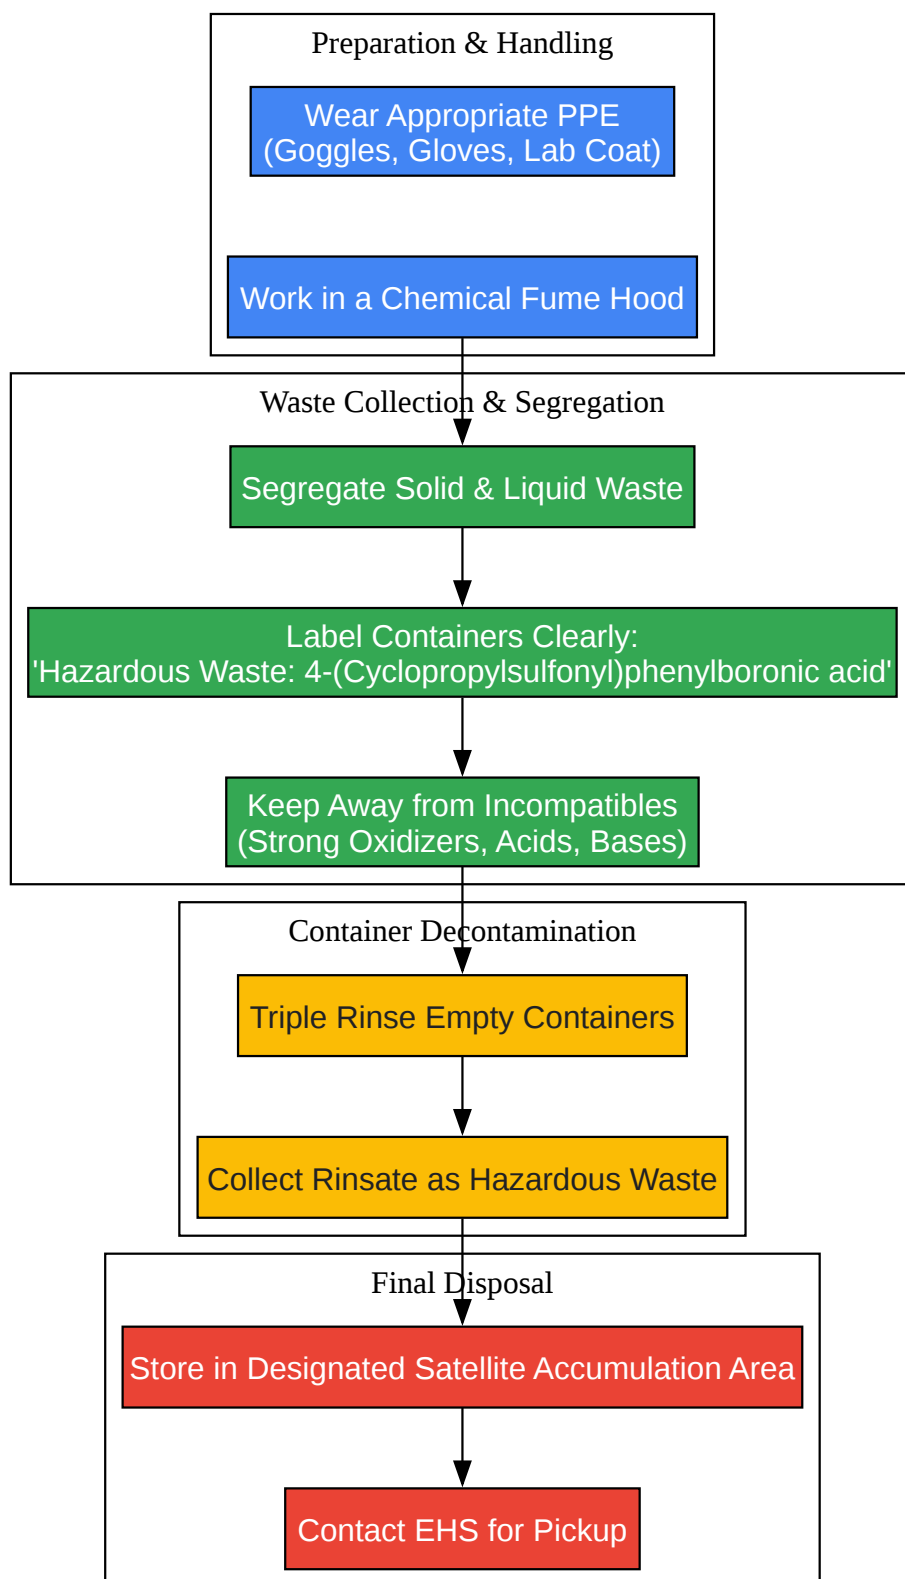 Preparation & Handling
Wear Appropriate PPE
(Goggles, Gloves, Lab Coat)
Work in a Chemical Fume Hood
Waste Collection & Segregation
Segregate Solid & Liquid Waste
Label Containers Clearly:
'Hazardous Waste: 4-(Cyclopropylsulfonyl)phenylboronic acid'
Keep Away from Incompatibles
(Strong Oxidizers, Acids, Bases)
Container Decontamination
Triple Rinse Empty Containers
Collect Rinsate as Hazardous Waste
Final Disposal
Store in Designated Satellite Accumulation Area
Contact EHS for Pickup